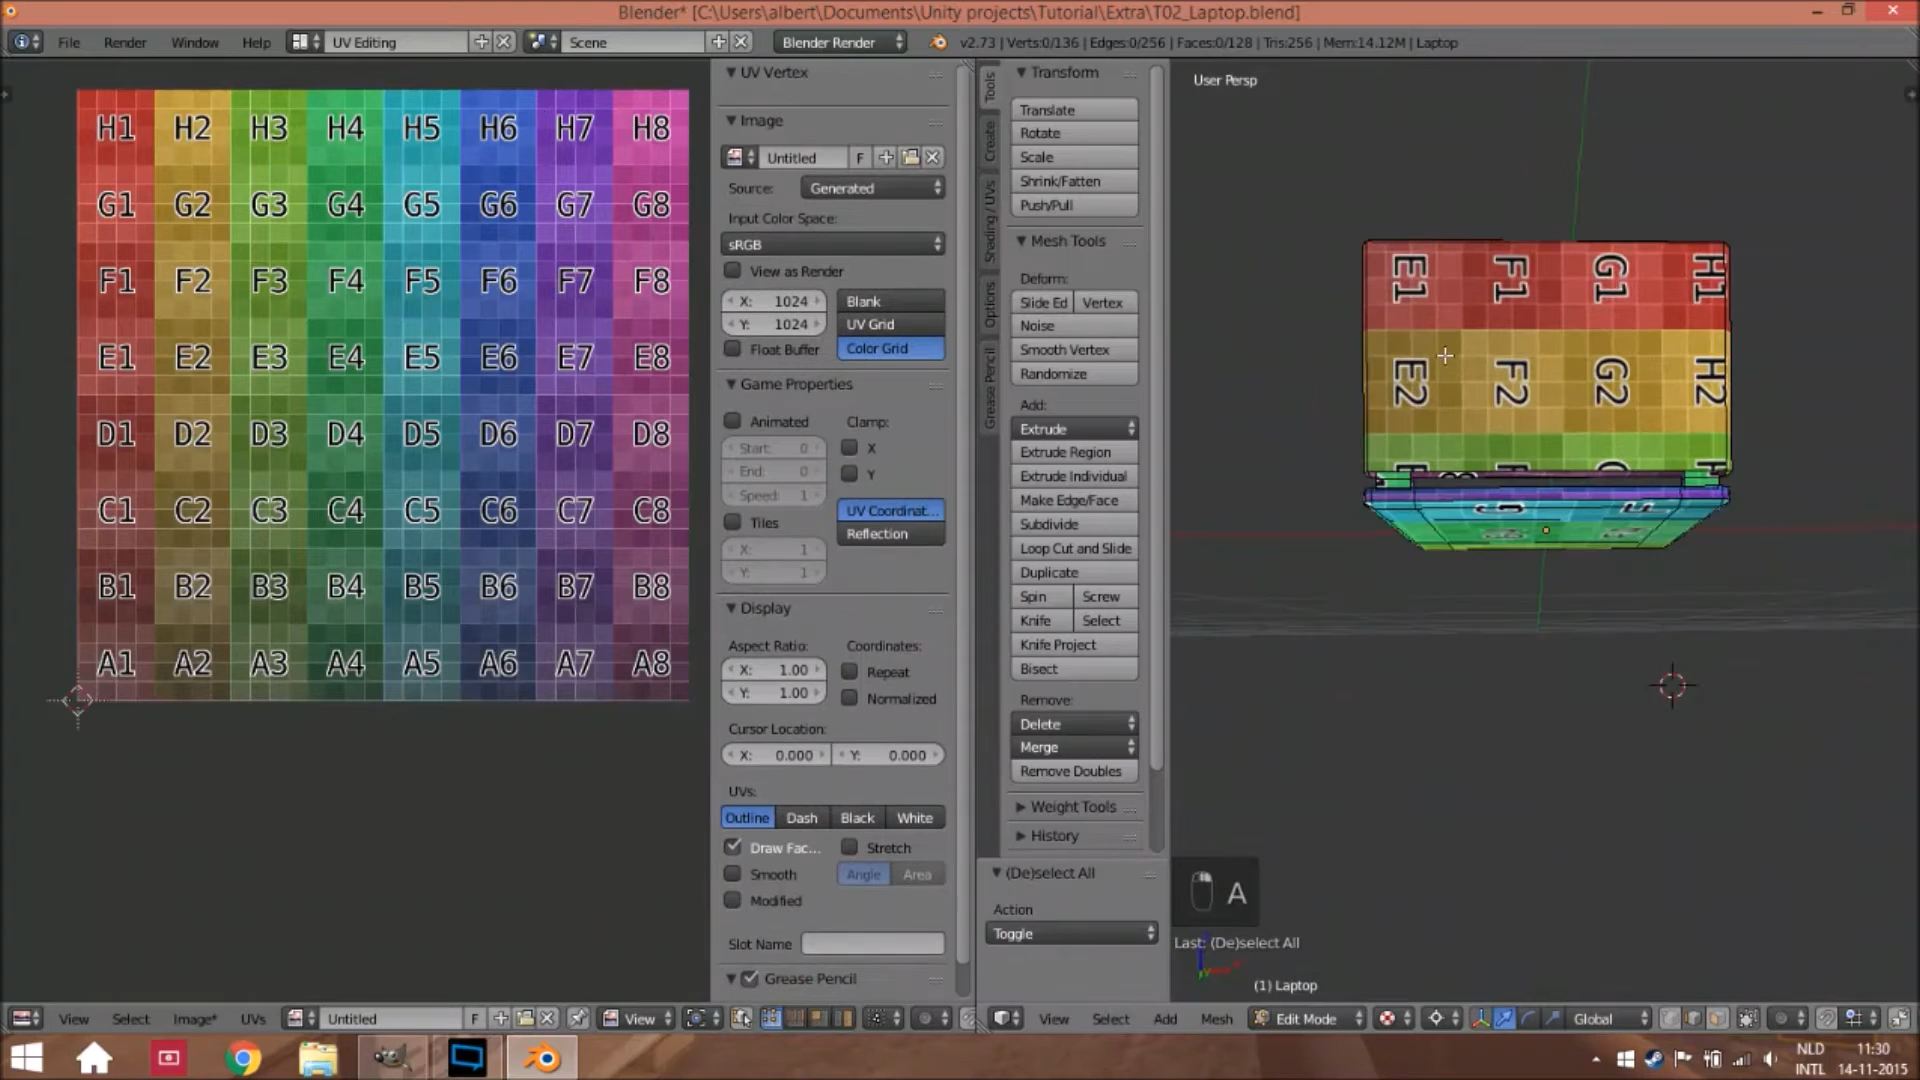 Blender* [C:\Users\albert\Documents\Unity projects\Tutorial\Extra\T02_Laptop.blend]
File Render Window Help UV Editing Scene Blender Render v2.73 | Verts:0/136 | Edges:0/256 | Faces:0/128 | Tris:256 | Mem:14.12M | Laptop
H1 H2 H3 H4 H5 H6 H7 H8
G1 G2 G3 G4 G5 G6 G7 G8
F1 F2 F3 F4 F5 F6 F7 F8
E1 E2 E3 E4 E5 E6 E7 E8
D1 D2 D3 D4 D5 D6 D7 D8
C1 C2 C3 C4 C5 C6 C7 C8
B1 B2 B3 B4 B5 B6 B7 B8
A1 A2 A3 A4 A5 A6 A7 A8
UV Vertex
Image
Untitled F
Source: Generated
Input Color Space:
sRGB
View as Render
X: 1024 Blank
Y: 1024 UV Grid
Float Buffer Color Grid
Game Properties
Animated Clamp:
Start: 0 X
End: 0 Y
Speed: 1
Tiles UV Coordinat...
X: 1 Reflection
Y: 1
Display
Aspect Ratio: Coordinates:
X: 1.00 Repeat
Y: 1.00 Normalized
Cursor Location:
X: 0.000 Y: 0.000
UVs:
Outline Dash Black White
Draw Fac... Stretch
Smooth Angle Area
Modified
Slot Name
Grease Pencil
Tools
Create
Shading / UVs
Options
Grease Pencil
Transform
Translate
Rotate
Scale
Shrink/Fatten
Push/Pull
Mesh Tools
Deform:
Slide Ed Vertex
Noise
Smooth Vertex
Randomize
Add:
Extrude
Extrude Region
Extrude Individual
Make Edge/Face
Subdivide
Loop Cut and Slide
Duplicate
Spin Screw
Knife Select
Knife Project
Bisect
Remove:
Delete
Merge
Remove Doubles
Weight Tools
History
(De)select All
Action
Toggle
User Persp
E1 F1 G1 H1
E2 F2 G2 H2
A
Last: (De)select All
(1) Laptop
View Select Image* UVs Untitled F View
View Select Add Mesh Edit Mode Global
NLD 11:30
INTL 14-11-2015